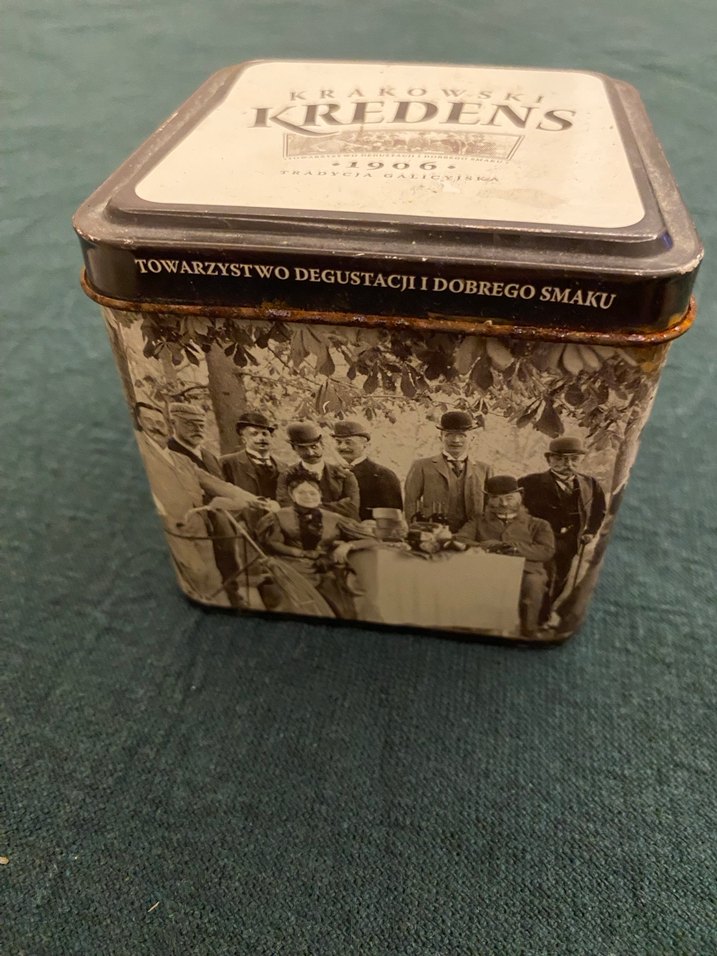 KRAKOWSKI
KREDENS
TOWARZYSTWO DEGUSTACJI I DOBREGO SMAKU
·1906·
TRADYCJA GALICYJSKA
TOWARZYSTWO DEGUSTACJI I DOBREGO SMAKU